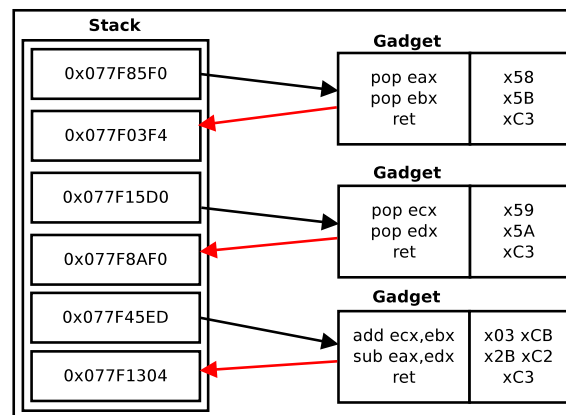 Stack
0x077F85F0
0x077F03F4
0x077F15D0
0x077F8AF0
0x077F45ED
0x077F1304
Gadget
pop eax x58
pop ebx x5B
ret xC3
Gadget
pop ecx x59
pop edx x5A
ret xC3
Gadget
add ecx,ebx x03 xCB
sub eax,edx x2B xC2
ret xC3